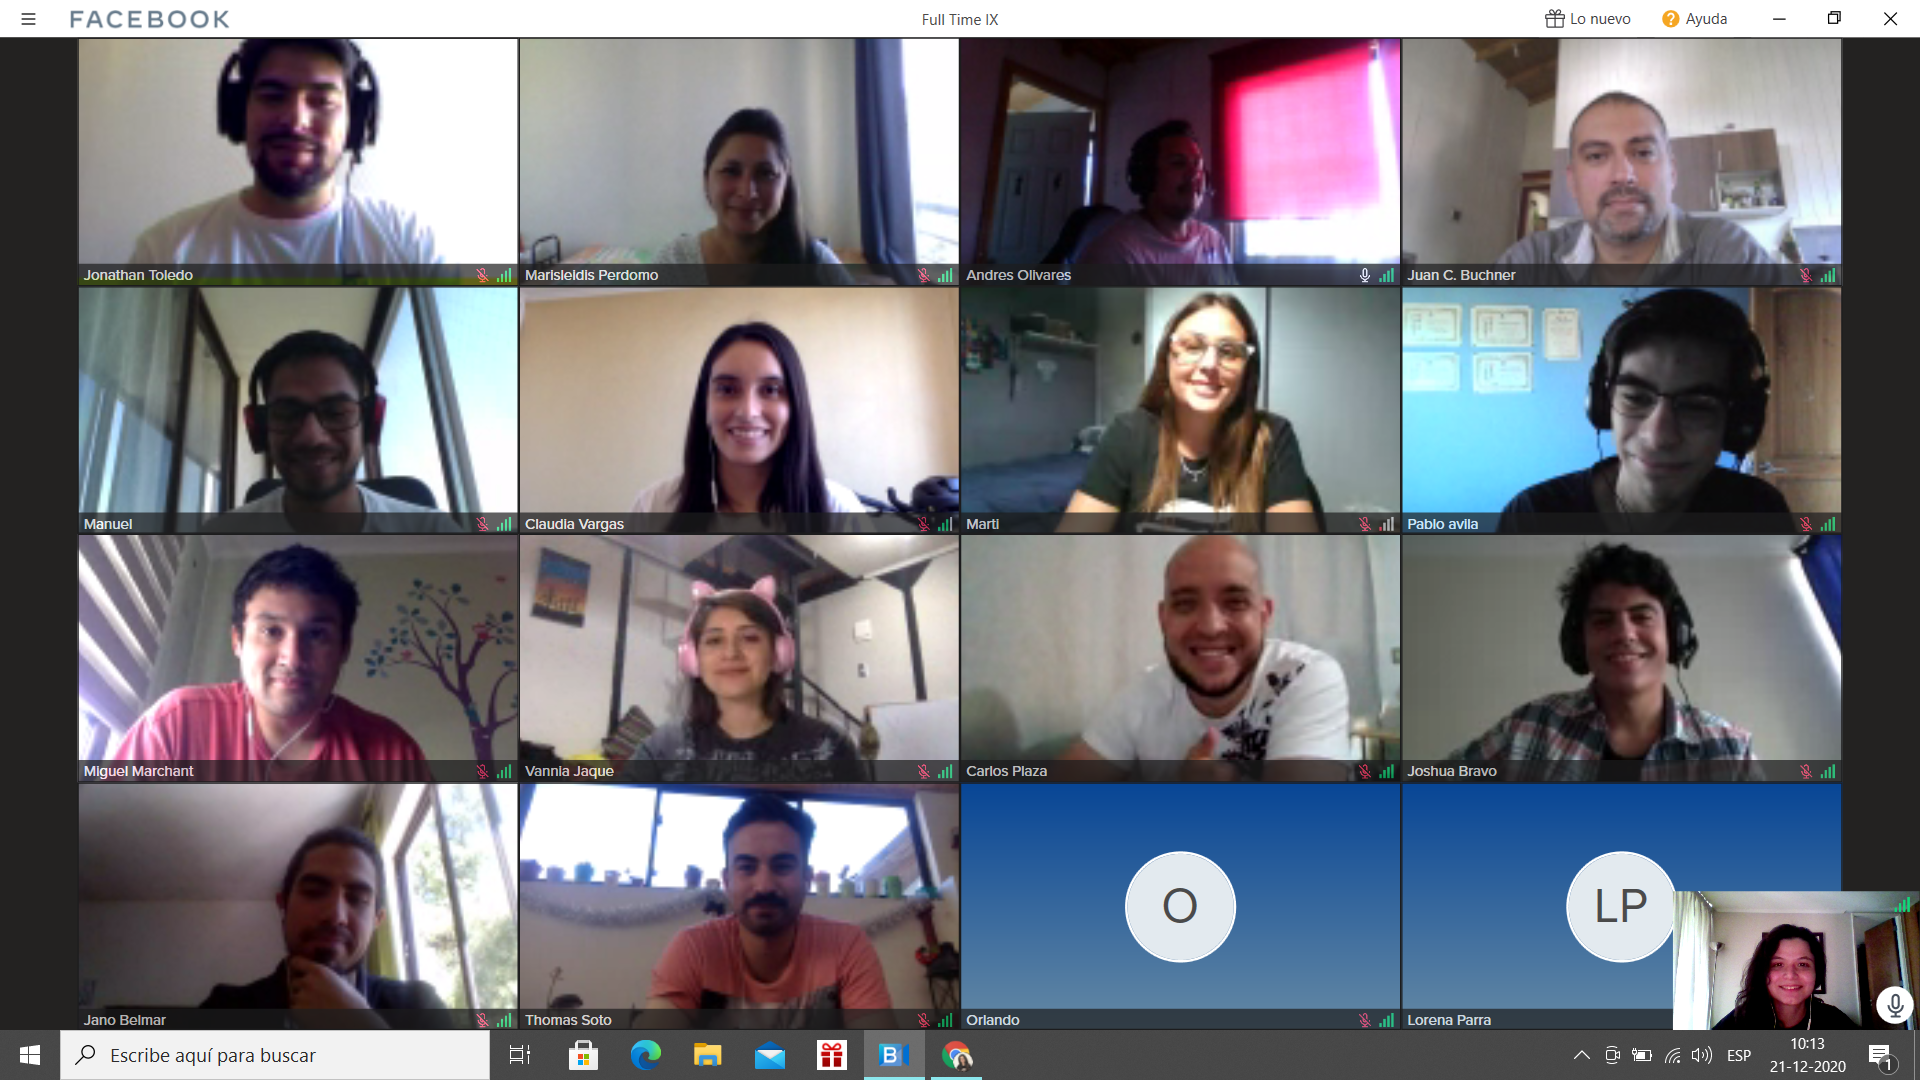 FACEBOOK
Full Time IX
Lo nuevo
Ayuda
Jonathan Toledo
Marisleidis Perdomo
Andres Olivares
Juan C. Buchner
Manuel
Claudia Vargas
Marti
Pablo avila
Miguel Marchant
Vannia Jaque
Carlos Plaza
Joshua Bravo
Jano Belmar
Thomas Soto
O
Orlando
LP
Lorena Parra
Escribe aquí para buscar
B
ESP
10:13
21-12-2020
1